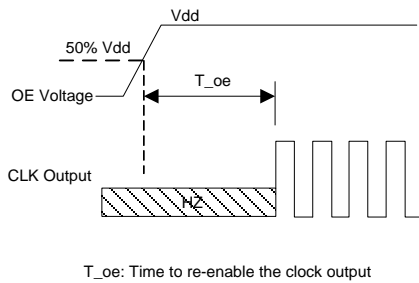 Vdd
50% Vdd
T_oe
OE Voltage
CLK Output
HZ
T_oe: Time to re-enable the clock output